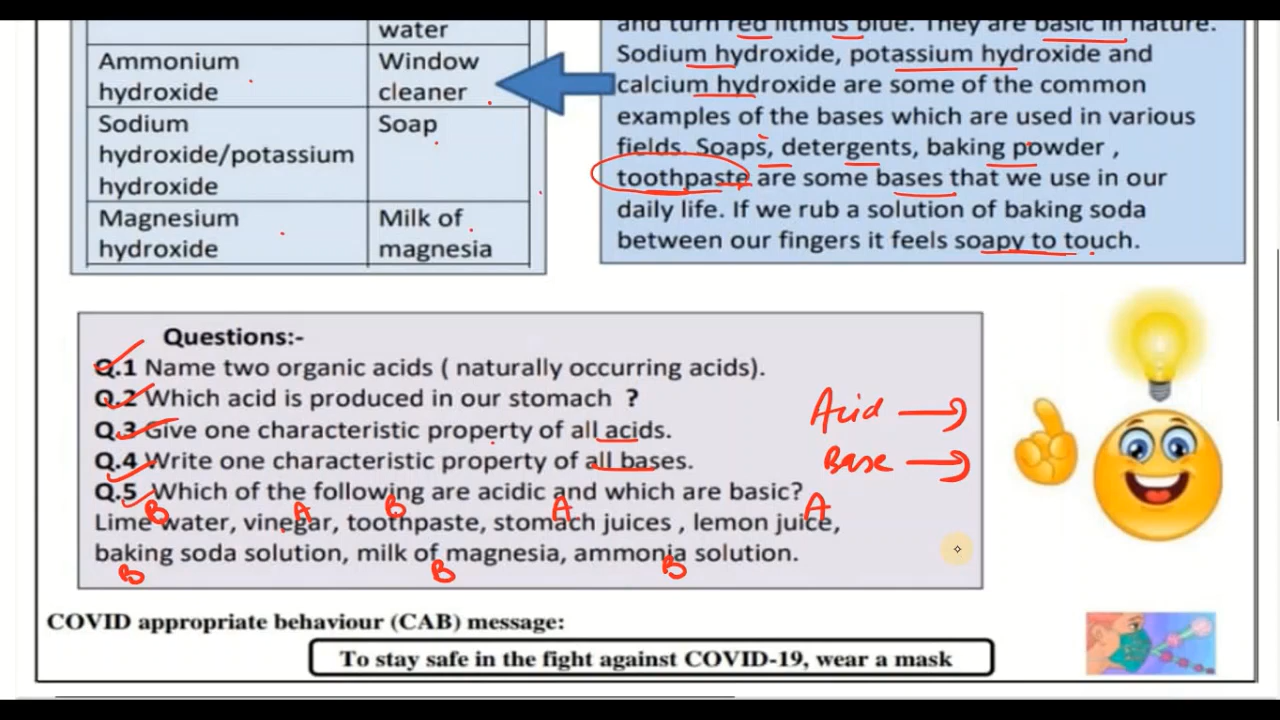 water
Ammonium hydroxide
Window cleaner
Sodium hydroxide/potassium hydroxide
Soap
Magnesium hydroxide
Milk of magnesia
and turn red litmus blue. They are basic in nature.
Sodium hydroxide, potassium hydroxide and
calcium hydroxide are some of the common
examples of the bases which are used in various
fields. Soaps, detergents, baking powder ,
toothpaste are some bases that we use in our
daily life. If we rub a solution of baking soda
between our fingers it feels soapy to touch.
Questions:-
Q.1 Name two organic acids ( naturally occurring acids).
Q.2 Which acid is produced in our stomach ?
Q.3 Give one characteristic property of all acids.
Q.4 Write one characteristic property of all bases.
Q.5 Which of the following are acidic and which are basic?
B A B A A
Lime water, vinegar, toothpaste, stomach juices , lemon juice,
baking soda solution, milk of magnesia, ammonia solution.
B B B
Acid
Base
COVID appropriate behaviour (CAB) message:
To stay safe in the fight against COVID-19, wear a mask